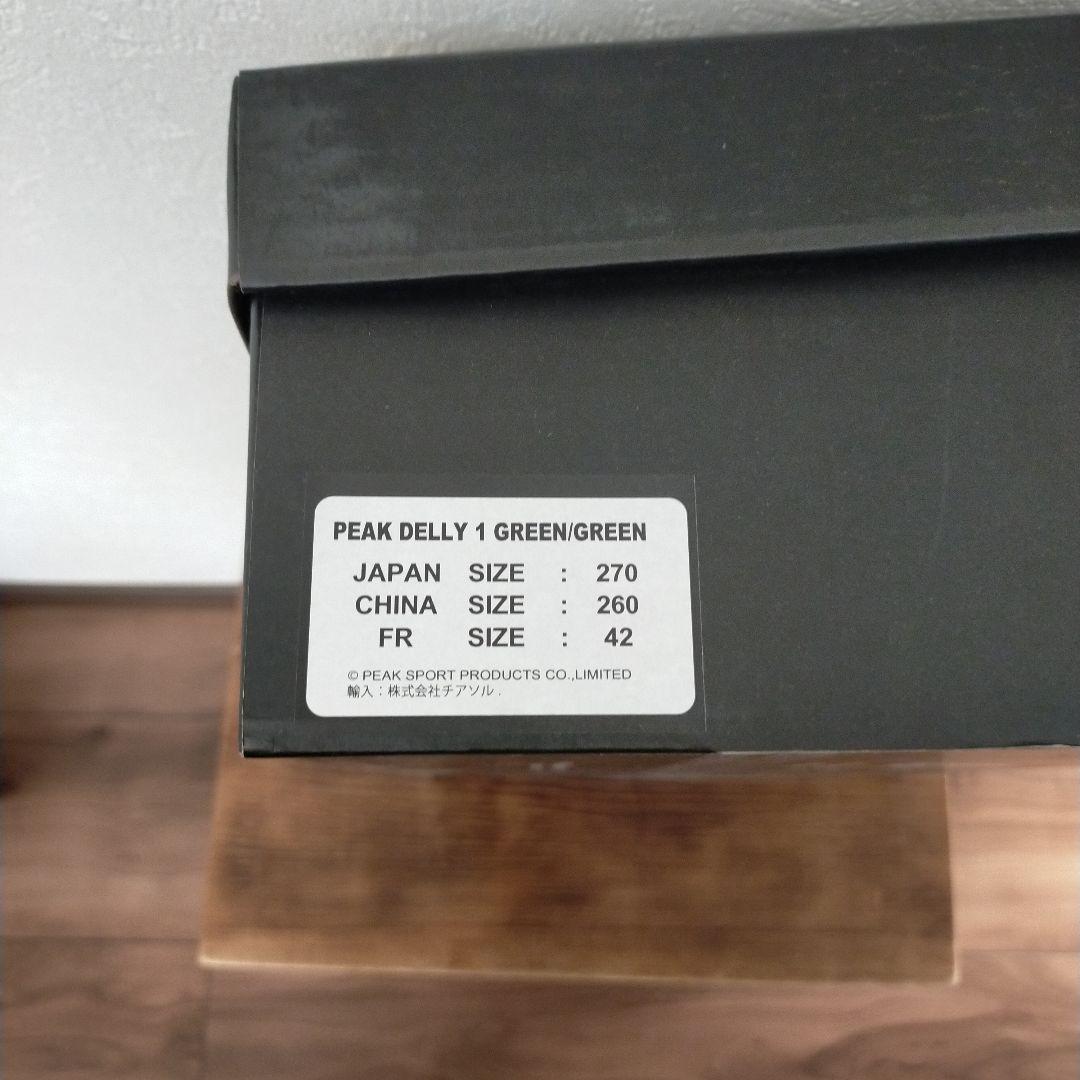 PEAK DELLY 1 GREEN/GREEN
JAPAN SIZE : 270
CHINA SIZE : 260
FR SIZE : 42
© PEAK SPORT PRODUCTS CO.,LIMITED
輸入：株式会社チアソル .